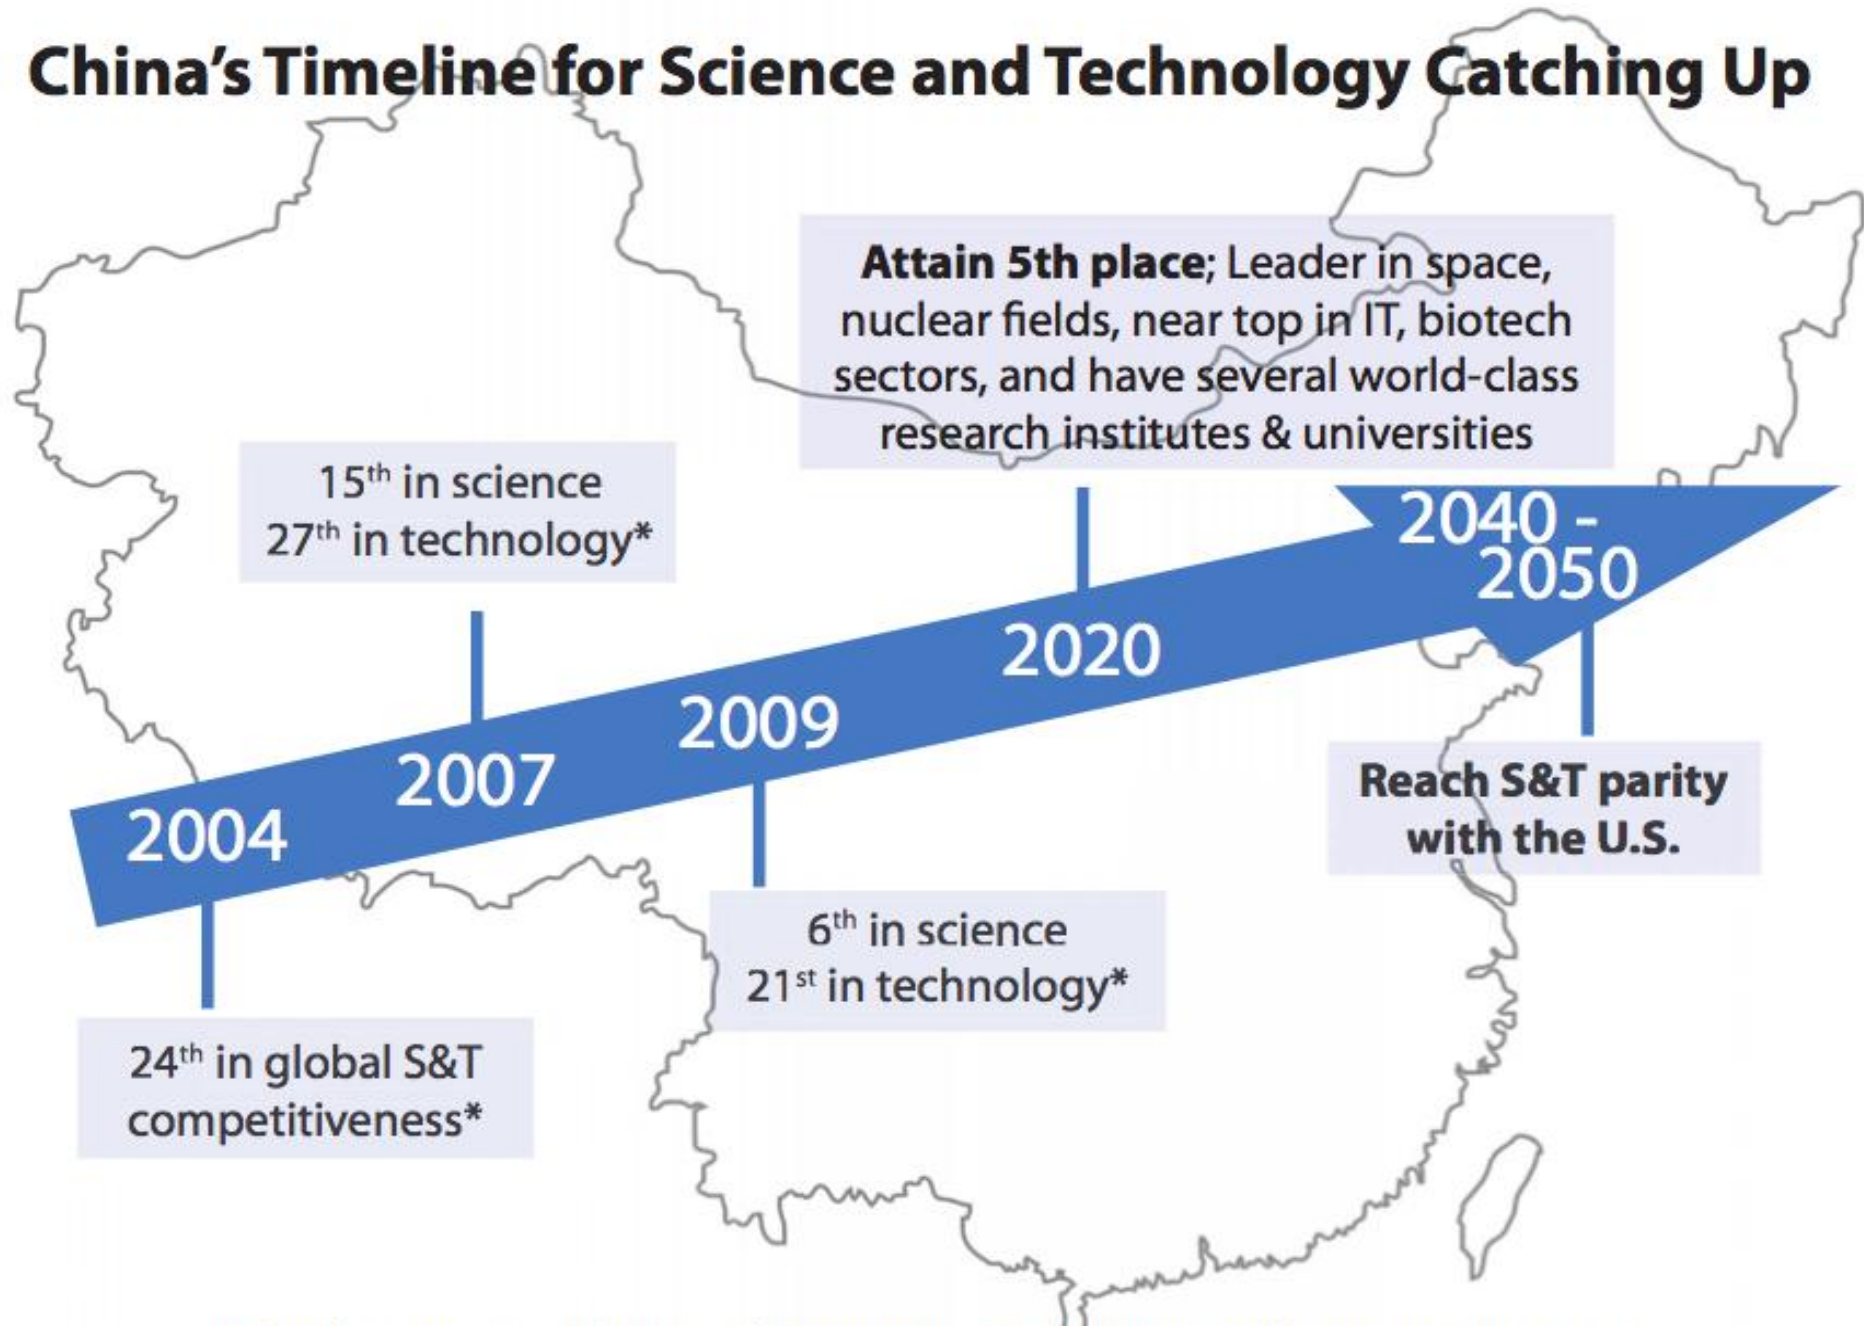 China's Timeline for Science and Technology Catching Up
Attain 5th place; Leader in space,
nuclear fields, near top in IT, biotech
sectors, and have several world-class
research institutes & universities
15th in science
27th in technology*
2040 -
2050
2020
2009
2007
2004
Reach S&T parity
with the U.S.
6th in science
21st in technology*
24th in global S&T
competitiveness*